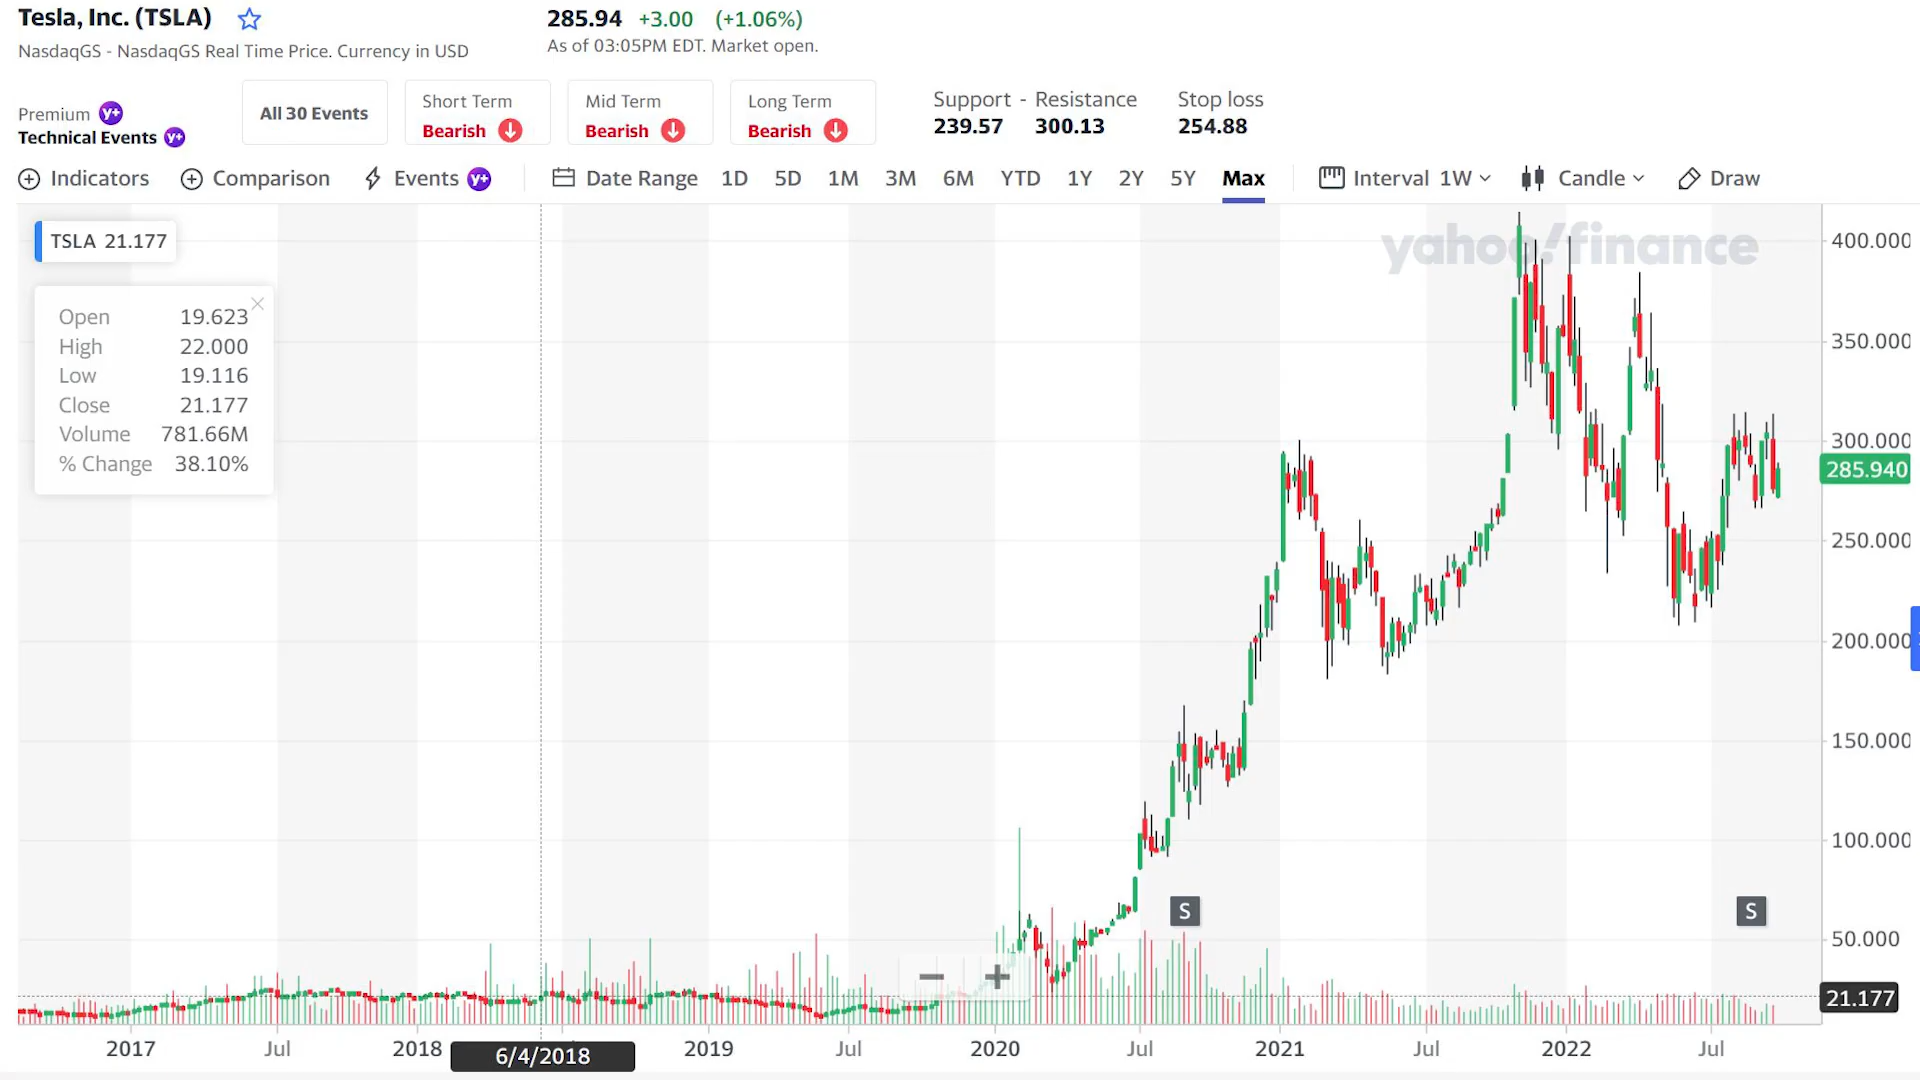 Tesla, Inc. (TSLA)
285.94 +3.00 (+1.06%)
NasdaqGS - NasdaqGS Real Time Price. Currency in USD
As of 03:05PM EDT. Market open.
Premium y+
Technical Events y+
All 30 Events
Short Term
Bearish
Mid Term
Bearish
Long Term
Bearish
Support - Resistance
239.57 300.13
Stop loss
254.88
Indicators Comparison Events y+ Date Range 1D 5D 1M 3M 6M YTD 1Y 2Y 5Y Max Interval 1W Candle Draw
TSLA 21.177
yahoo!finance
Open 19.623
High 22.000
Low 19.116
Close 21.177
Volume 781.66M
% Change 38.10%
400.000
350.000
300.000
285.940
250.000
200.000
150.000
100.000
50.000
21.177
S S
2017 Jul 2018 6/4/2018 2019 Jul 2020 Jul 2021 Jul 2022 Jul